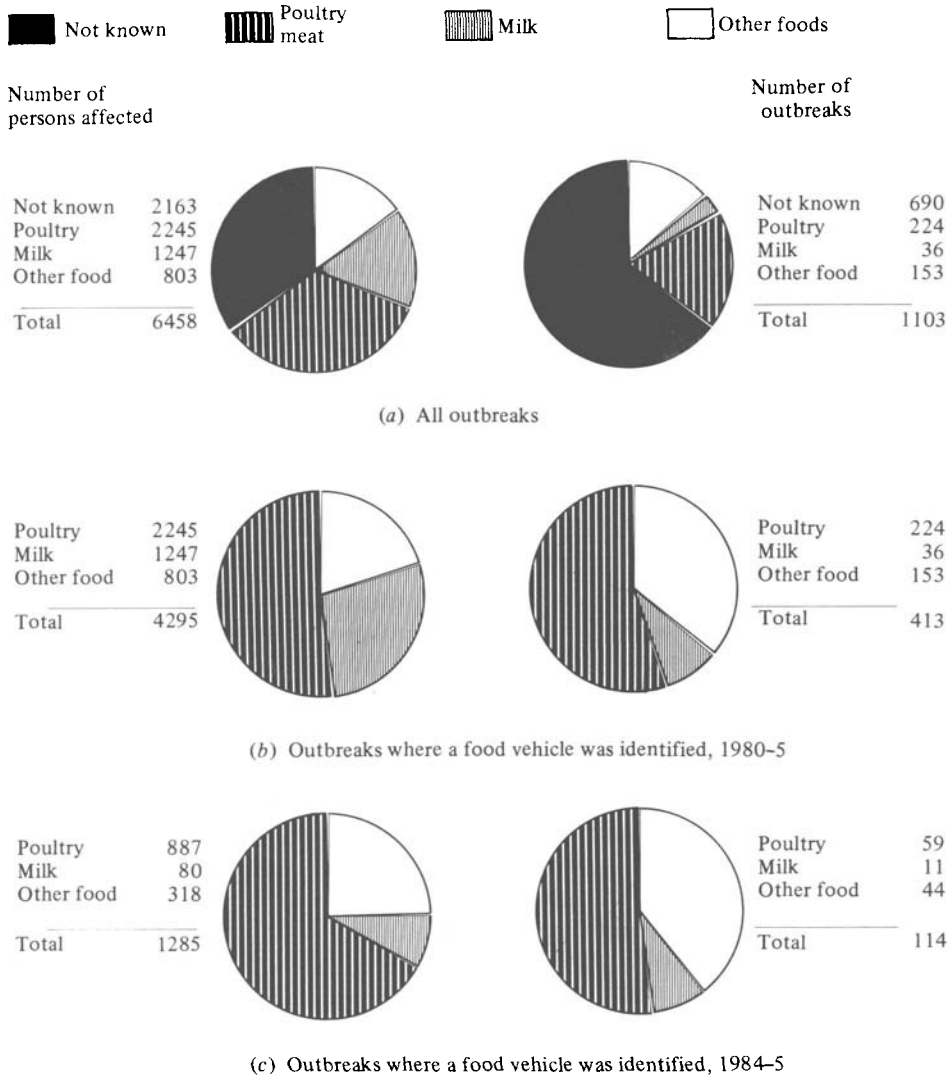 Not known
Poultry
meat
Milk
Other foods
Number of
persons affected
Number of
outbreaks
Not known 2163
Poultry 2245
Milk 1247
Other food 803
Total 6458
Not known 690
Poultry 224
Milk 36
Other food 153
Total 1103
(a) All outbreaks
Poultry 2245
Milk 1247
Other food 803
Total 4295
Poultry 224
Milk 36
Other food 153
Total 413
(b) Outbreaks where a food vehicle was identified, 1980–5
Poultry 887
Milk 80
Other food 318
Total 1285
Poultry 59
Milk 11
Other food 44
Total 114
(c) Outbreaks where a food vehicle was identified, 1984–5